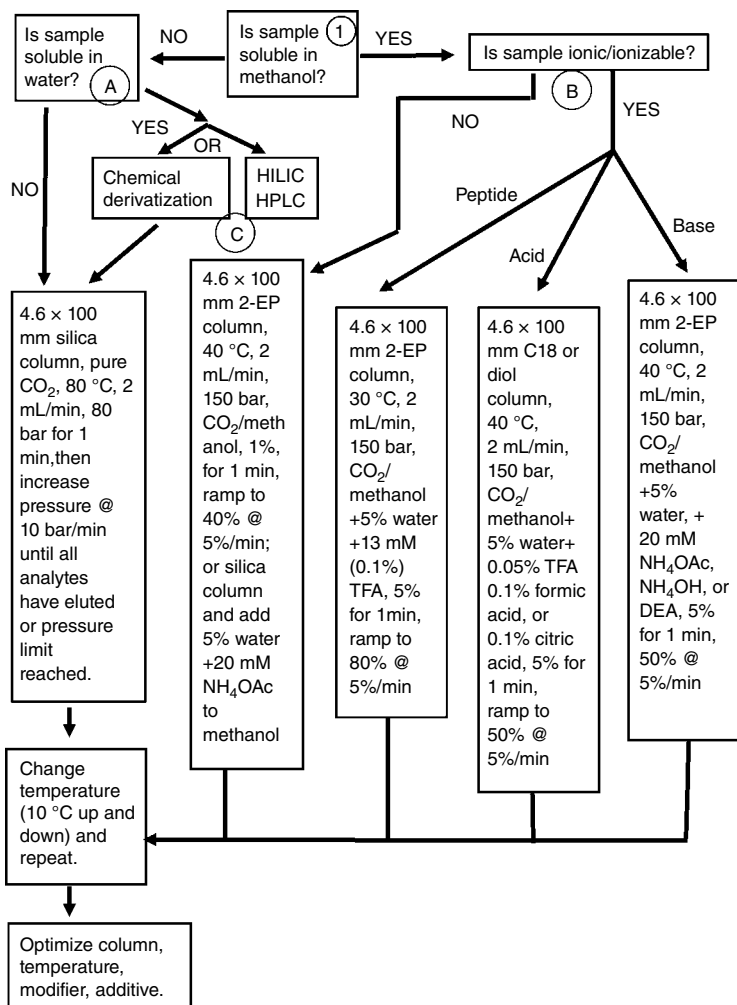 Is sample
soluble in
water?
A
NO
Is sample
soluble in
methanol?
1
YES
Is sample ionic/ionizable?
B
YES
OR
NO
YES
NO
Chemical
derivatization
HILIC
HPLC
C
Peptide
Acid
Base
4.6 × 100
mm silica
column, pure
CO₂, 80 °C, 2
mL/min, 80
bar for 1
min,then
increase
pressure @
10 bar/min
until all
analytes
have eluted
or pressure
limit
reached.
4.6 × 100
mm 2-EP
column,
40 °C, 2
mL/min,
150 bar,
CO₂/meth
anol, 1%,
for 1 min,
ramp to
40% @
5%/min;
or silica
column
and add
5% water
+20 mM
NH₄OAc
to
methanol
4.6 × 100
mm 2-EP
column,
30 °C, 2
mL/min,
150 bar,
CO₂/
methanol
+5% water
+13 mM
(0.1%)
TFA, 5%
for 1min,
ramp to
80% @
5%/min
4.6 × 100
mm C18 or
diol
column,
40 °C,
2 mL/min,
150 bar,
CO₂/
methanol+
5% water+
0.05% TFA
0.1% formic
acid, or
0.1% citric
acid, 5% for
1 min,
ramp to
50% @
5%/min
4.6 × 100
mm 2-EP
column,
40 °C, 2
mL/min,
150 bar,
CO₂/
methanol
+5%
water, +
20 mM
NH₄OAc,
NH₄OH, or
DEA, 5%
for 1 min,
50% @
5%/min
Change
temperature
(10 °C up and
down) and
repeat.
Optimize column,
temperature,
modifier, additive.